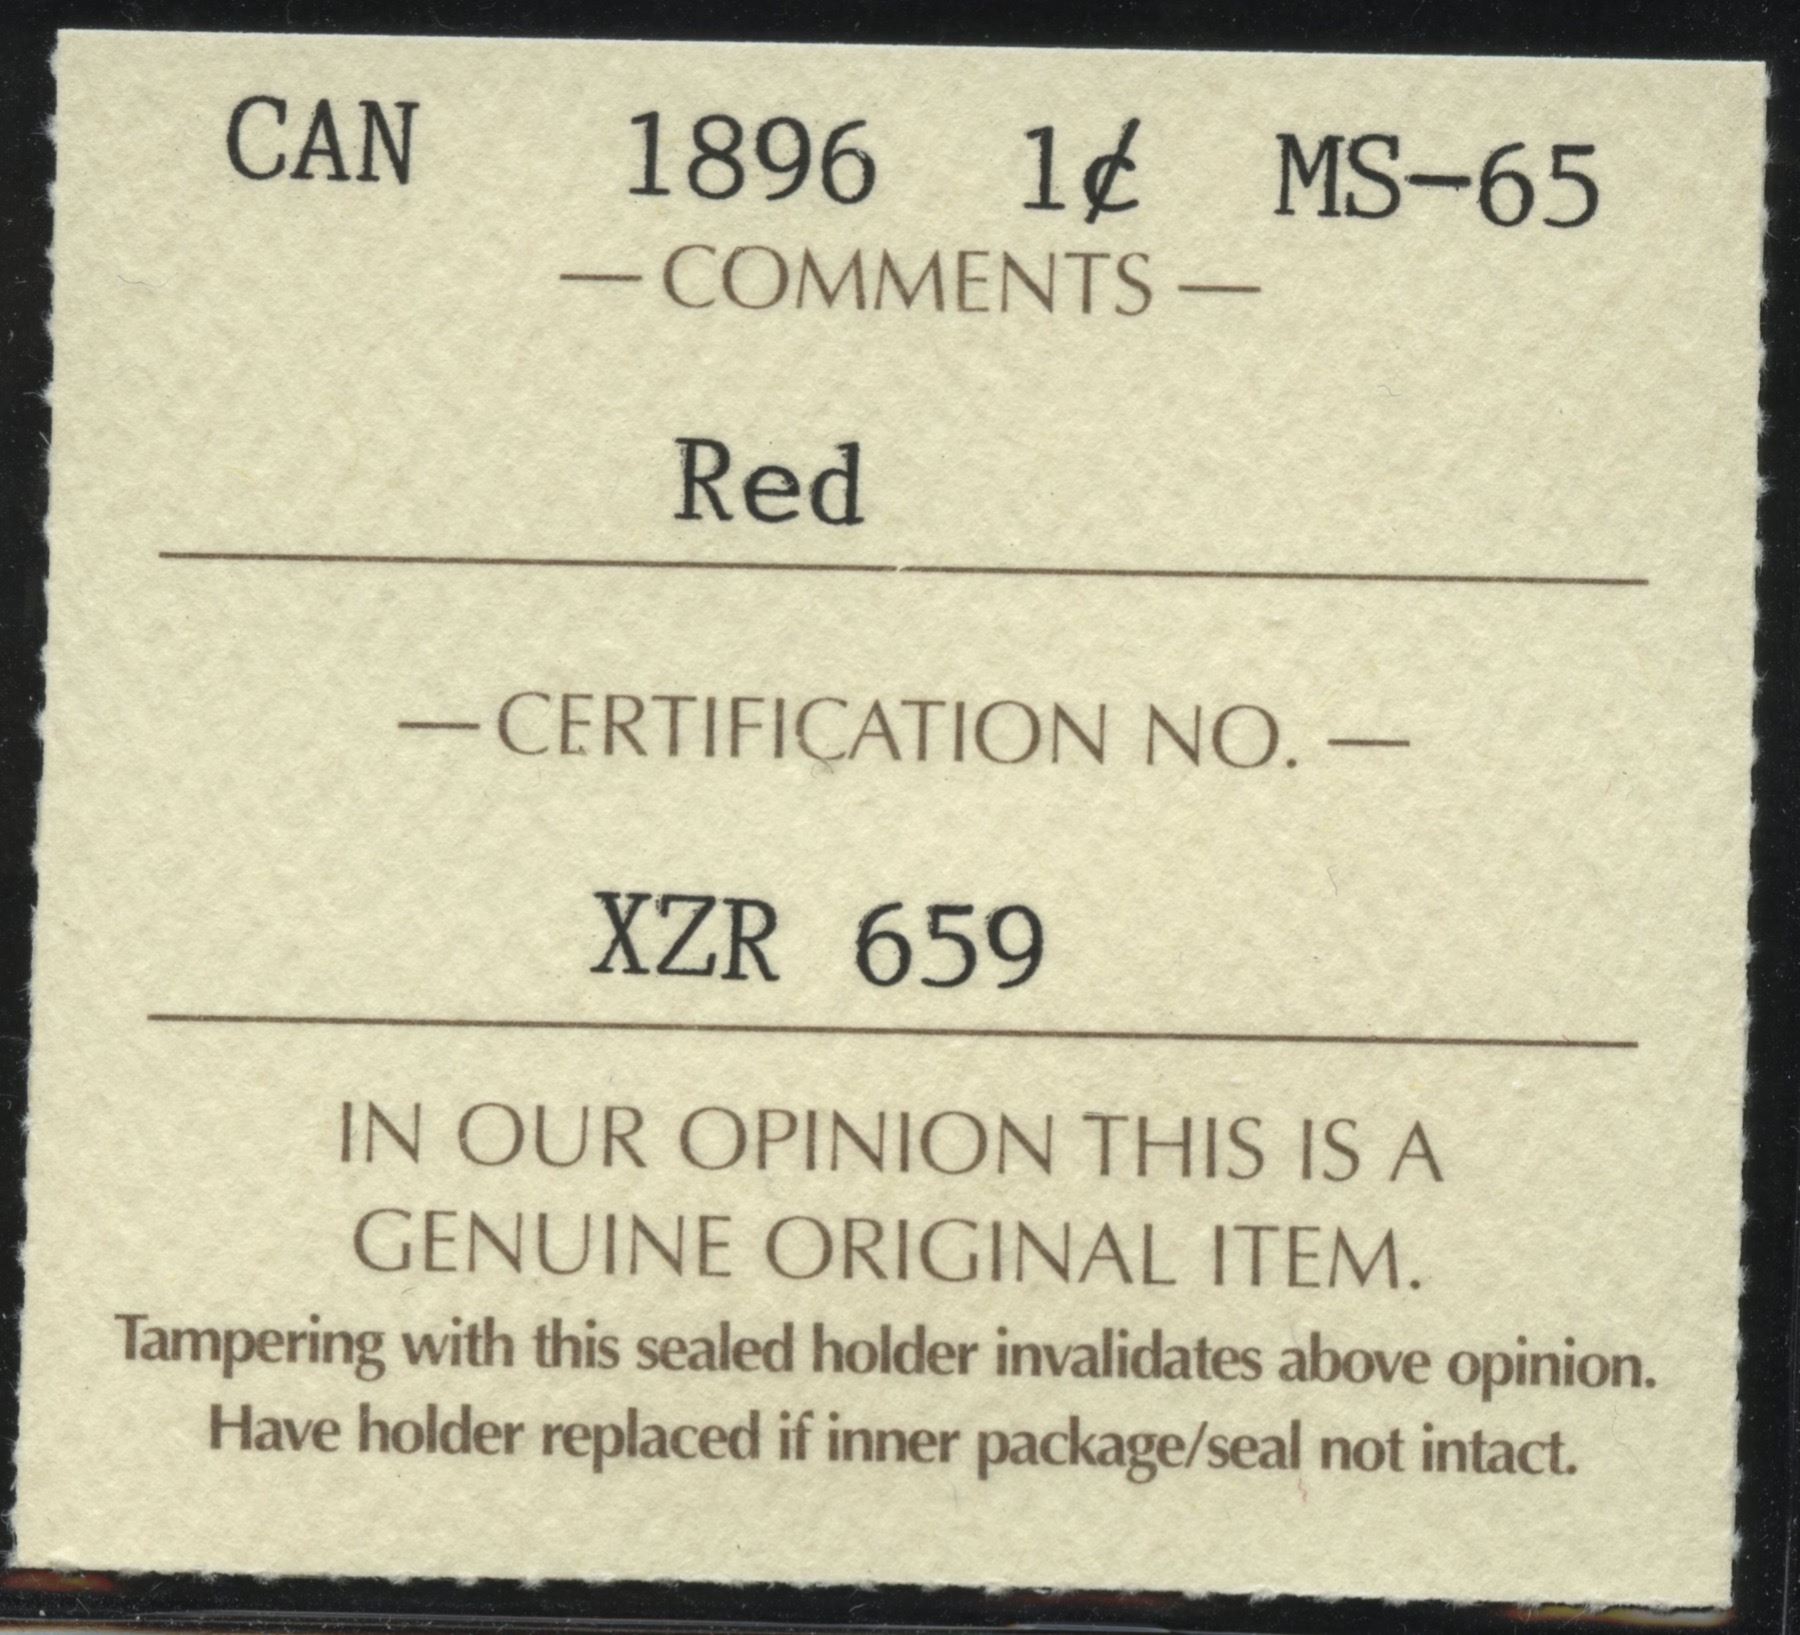 CAN 1896 1¢ MS-65
— COMMENTS —
Red
— CERTIFICATION NO. —
XZR 659
IN OUR OPINION THIS IS A
GENUINE ORIGINAL ITEM.
Tampering with this sealed holder invalidates above opinion.
Have holder replaced if inner package/seal not intact.